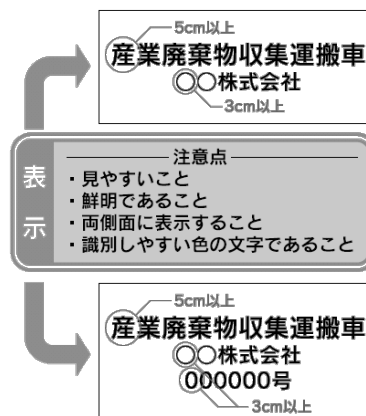 5cm以上
産業廃棄物収集運搬車
○○株式会社
3cm以上
表示
注意点
・見やすいこと
・鮮明であること
・両側面に表示すること
・識別しやすい色の文字であること
5cm以上
産業廃棄物収集運搬車
○○株式会社
000000号
3cm以上